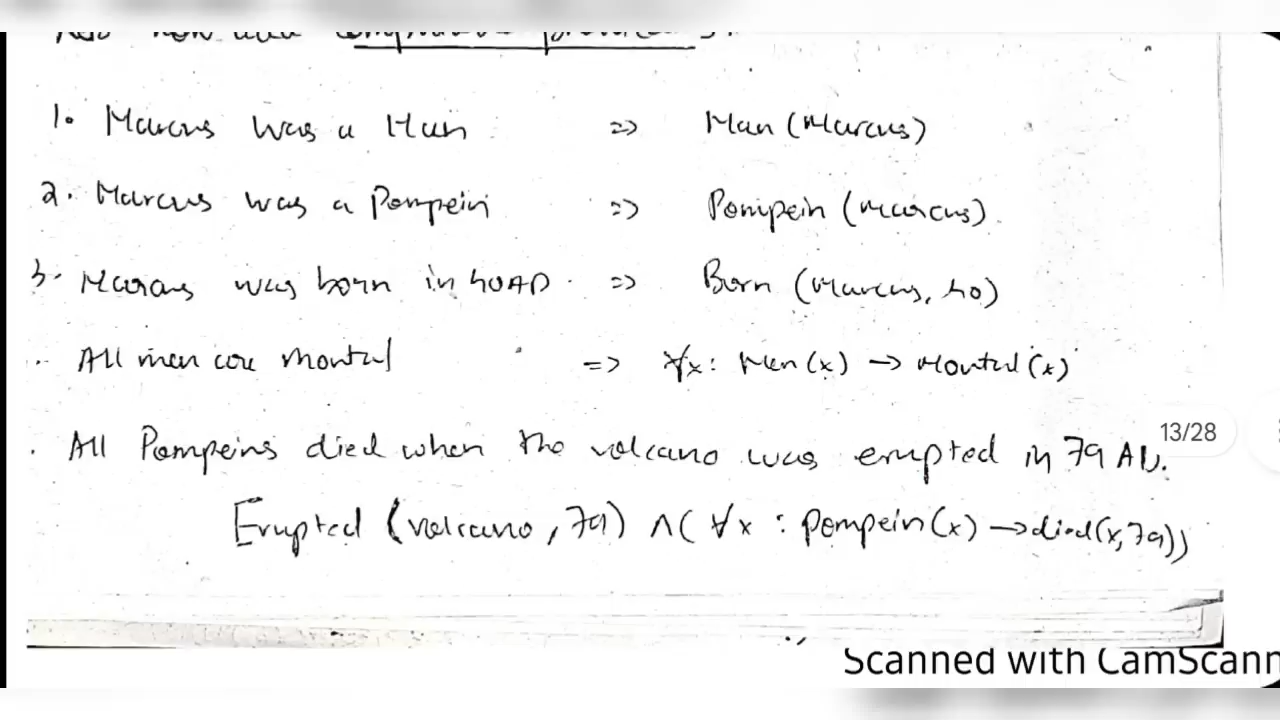 1. Marcus was a Man => Man (Marcus)
2. Marcus was a Pompein => Pompein (Marcus)
3. Marcus was born in 40AD. => Born (Marcus, 40)
. All men are Mortal => ∀x: Men(x) → Mortal(x)
. All Pompeins died when the volcano was erupted in 79 AD.
13/28
Erupted (volcano, 79) ∧ ( ∀x : pompein(x) → died(x, 79))
Scanned with CamScann